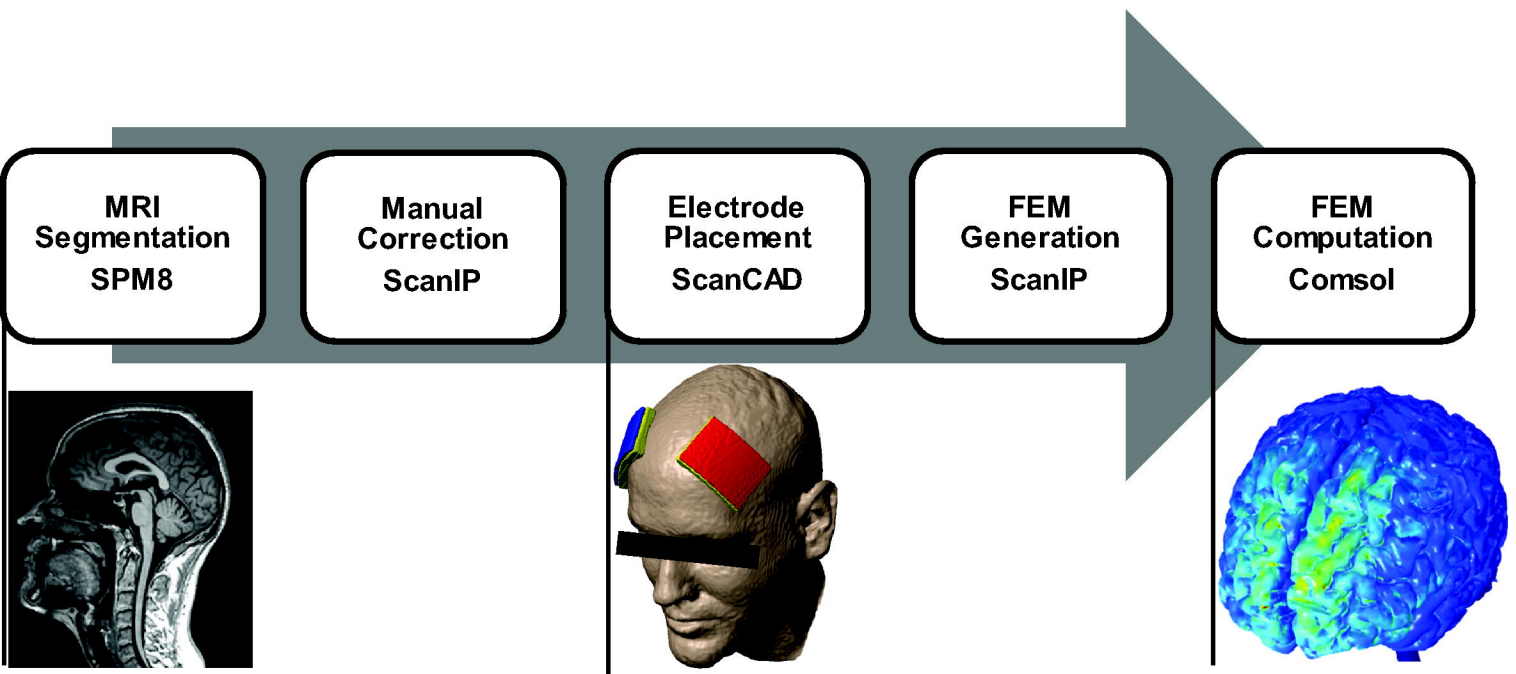 MRI
Segmentation
SPM8
Manual
Correction
ScanIP
Electrode
Placement
ScanCAD
FEM
Generation
ScanIP
FEM
Computation
Comsol